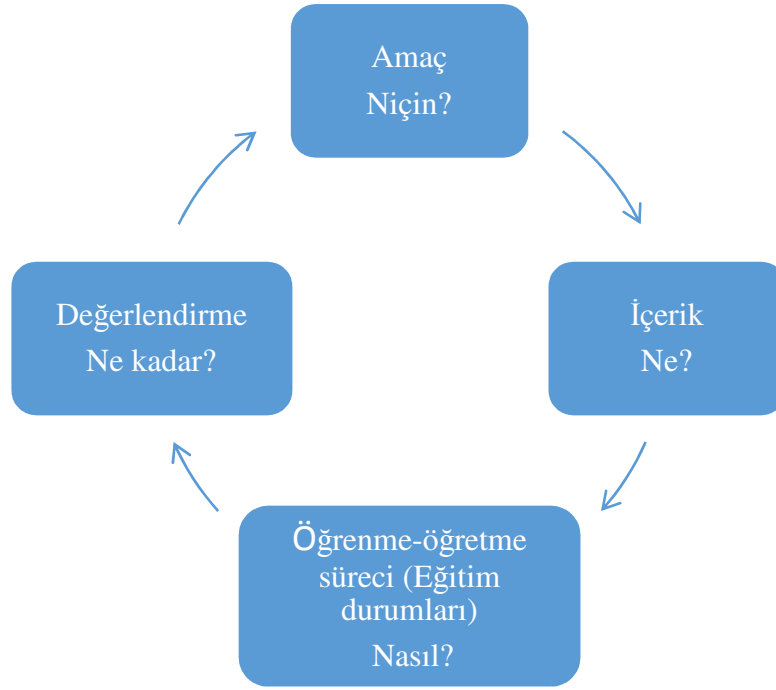 Amaç
Niçin?
İçerik
Ne?
Öğrenme-öğretme
süreci (Eğitim
durumları)
Nasıl?
Değerlendirme
Ne kadar?